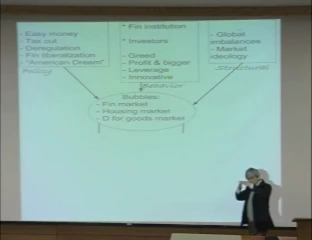 - Easy money
- Tax cut
- Deregulation
- Fin liberalization
- "American Dream"
Policy
* Fin institution
* Investors
- Greed
- Profit & bigger
- Leverage
- Innovative
Behavior
- Global
imbalances
- Market
ideology
Structural
Bubbles:
- Fin market
- Housing market
- D for goods market